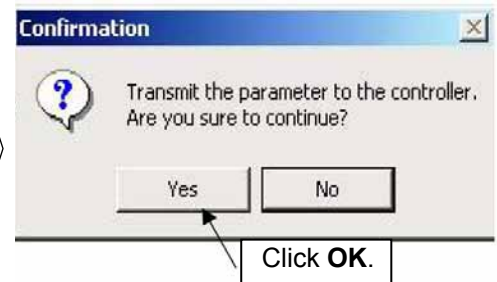 Confirmation
?
Transmit the parameter to the controller.
Are you sure to continue?
Yes No
Click OK.